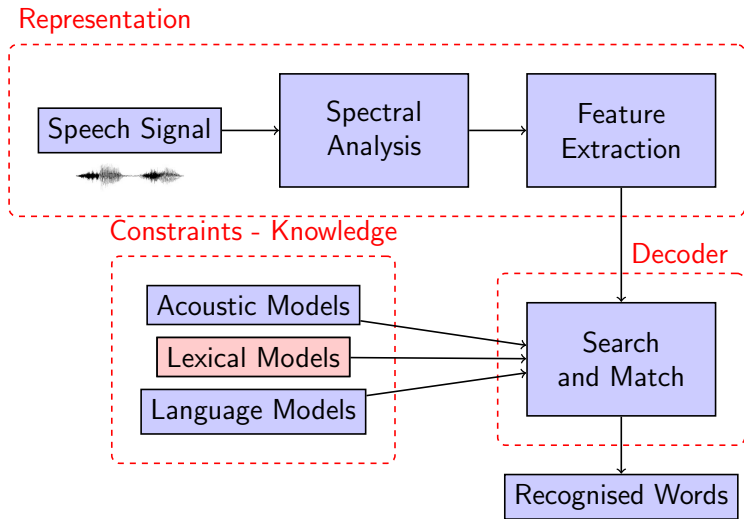 Representation
Speech Signal
Spectral
Analysis
Feature
Extraction
Constraints - Knowledge
Decoder
Acoustic Models
Lexical Models
Language Models
Search
and Match
Recognised Words